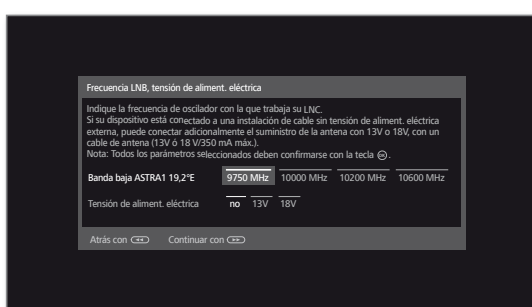 Frecuencia LNB, tensión de aliment. eléctrica
Indique la frecuencia de oscilador con la que trabaja su LNC.
Si su dispositivo está conectado a una instalación de cable sin tensión de aliment. eléctrica
externa, puede conectar adicionalmente el suministro de la antena con 13V o 18V, con un
cable de antena (13V ó 18 V/350 mA máx.).
Nota: Todos los parámetros seleccionados deben confirmarse con la tecla OK.
Banda baja ASTRA1 19,2°E 9750 MHz 10000 MHz 10200 MHz 10600 MHz
Tensión de aliment. eléctrica no 13V 18V
Atrás con ◄◄ Continuar con ►►